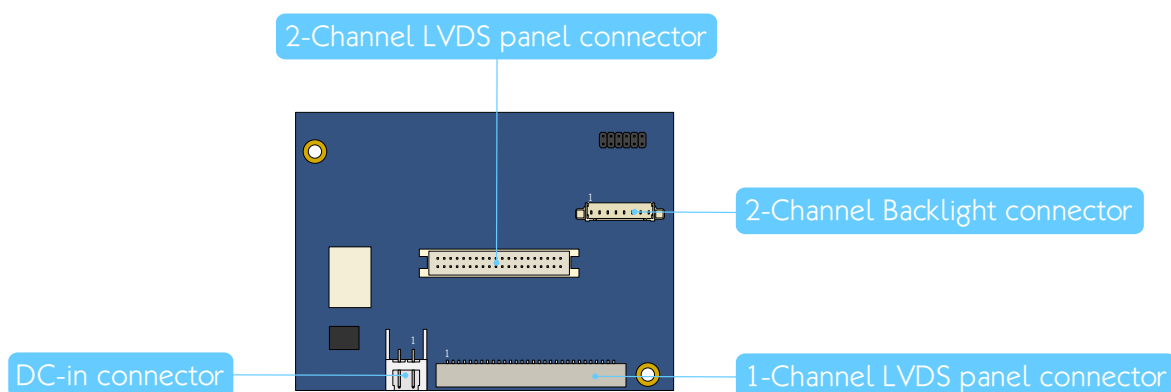 2-Channel LVDS panel connector
1
2-Channel Backlight connector
1
1
DC-in connector
1-Channel LVDS panel connector